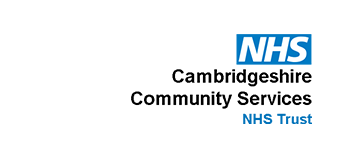 NHS
Cambridgeshire
Community Services
NHS Trust